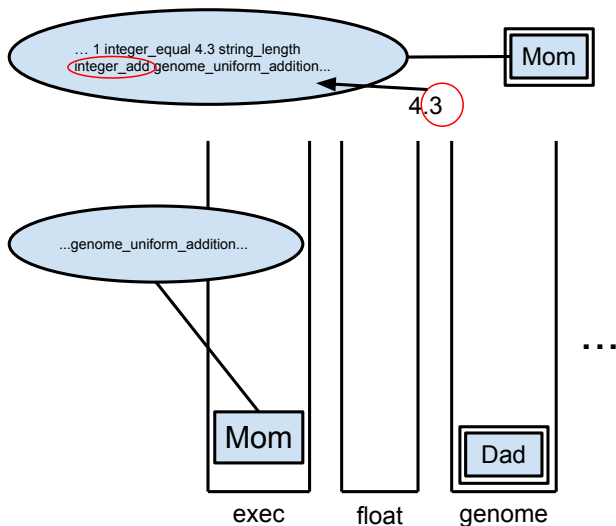 … 1 integer_equal 4.3 string_length
integer_add genome_uniform_addition...
Mom
4.3
...genome_uniform_addition...
...
Mom
Dad
exec
float
genome